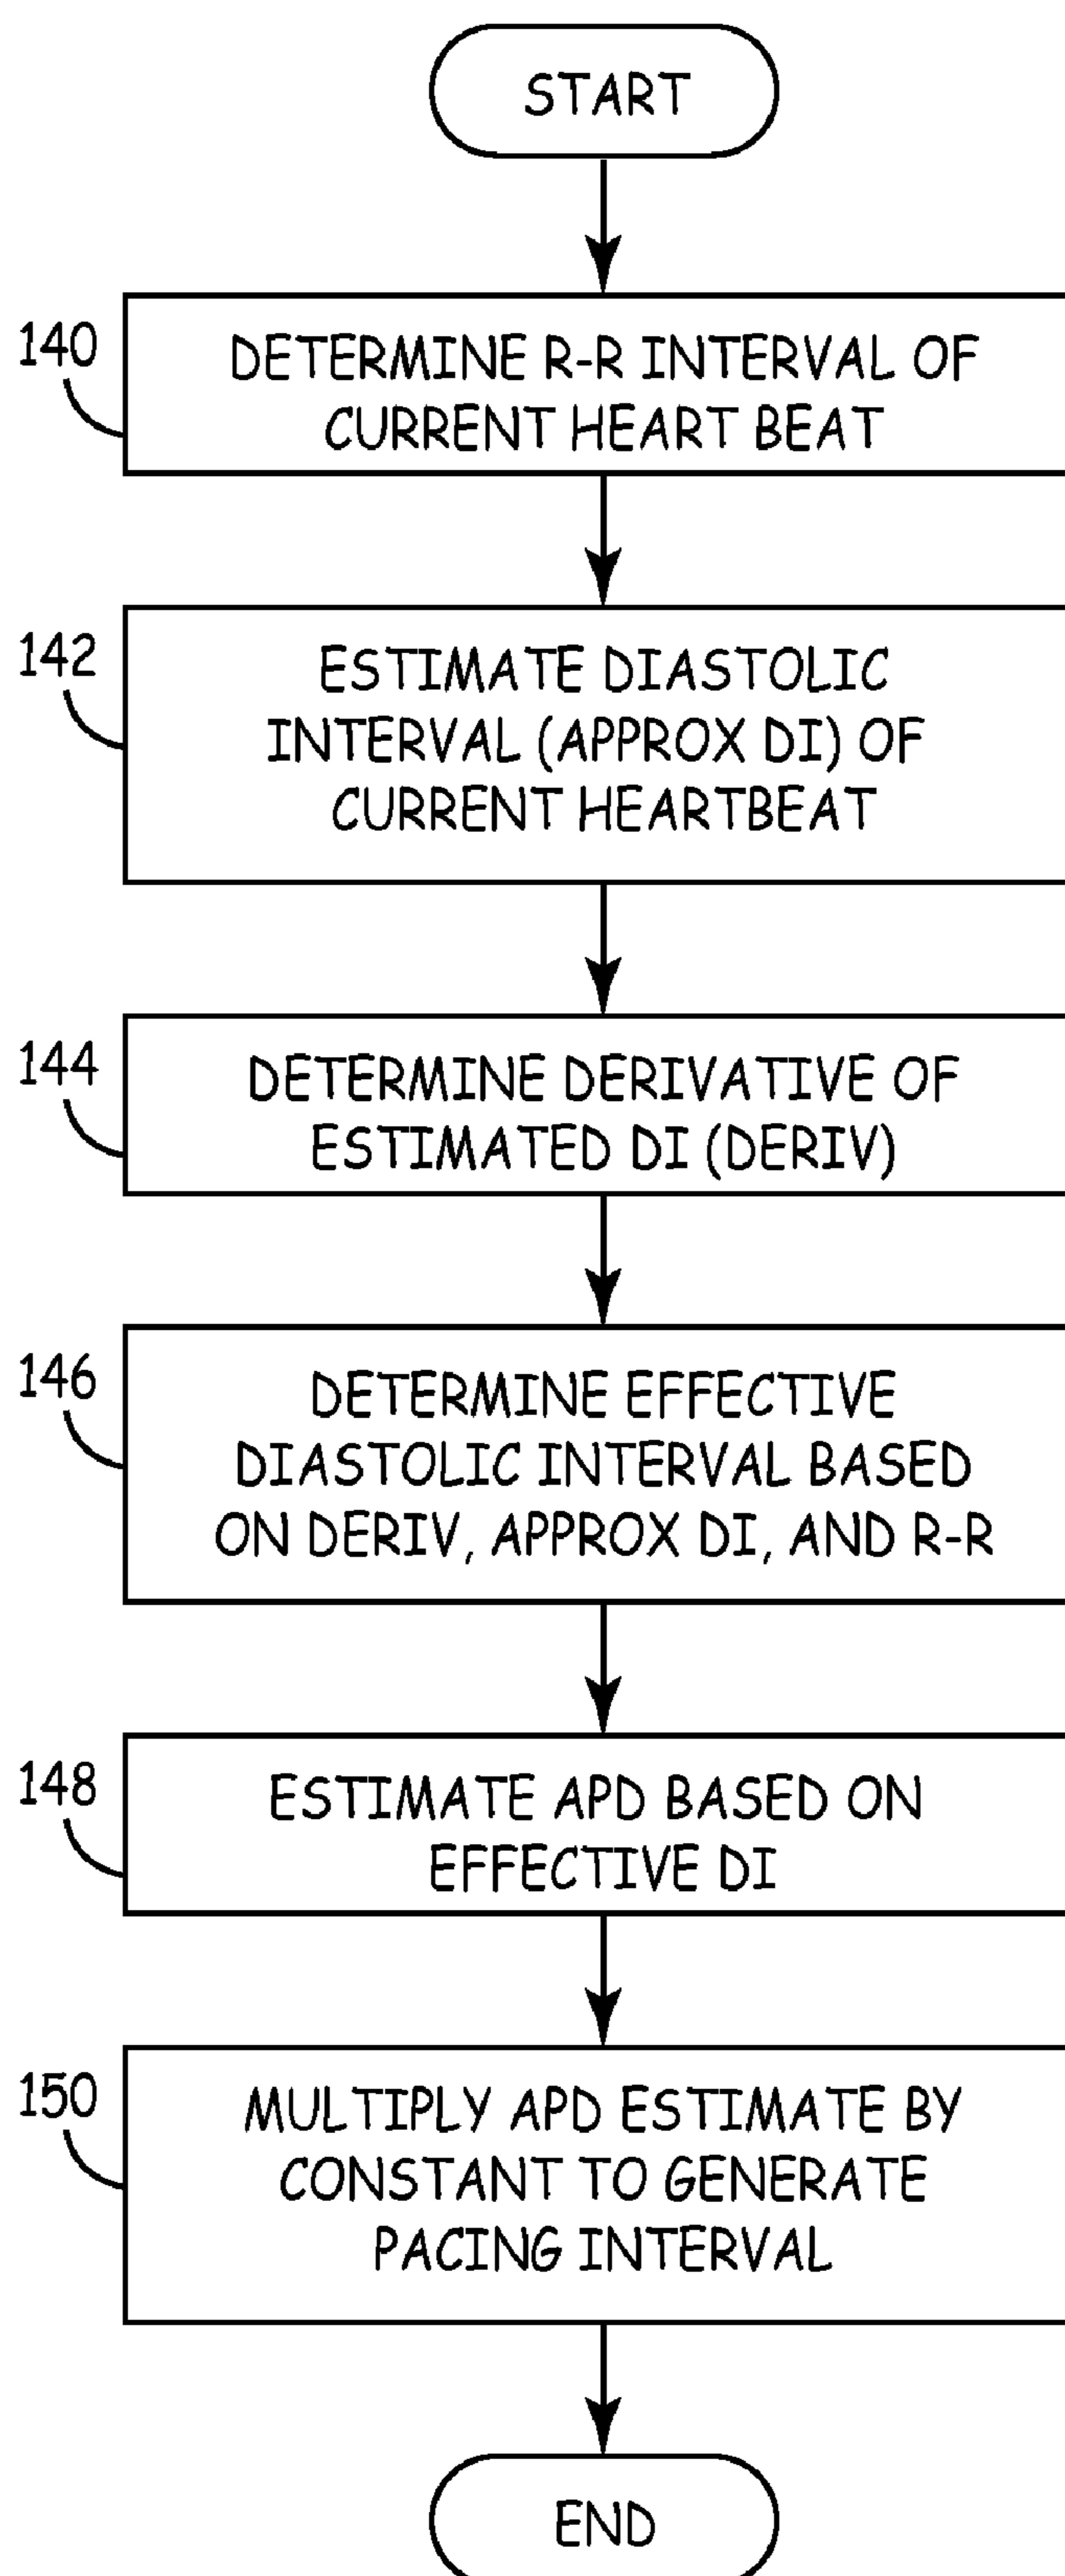 START
140
DETERMINE R-R INTERVAL OF
CURRENT HEART BEAT
142
ESTIMATE DIASTOLIC
INTERVAL (APPROX DI) OF
CURRENT HEARTBEAT
144
DETERMINE DERIVATIVE OF
ESTIMATED DI (DERIV)
146
DETERMINE EFFECTIVE
DIASTOLIC INTERVAL BASED
ON DERIV, APPROX DI, AND R-R
148
ESTIMATE APD BASED ON
EFFECTIVE DI
150
MULTIPLY APD ESTIMATE BY
CONSTANT TO GENERATE
PACING INTERVAL
END